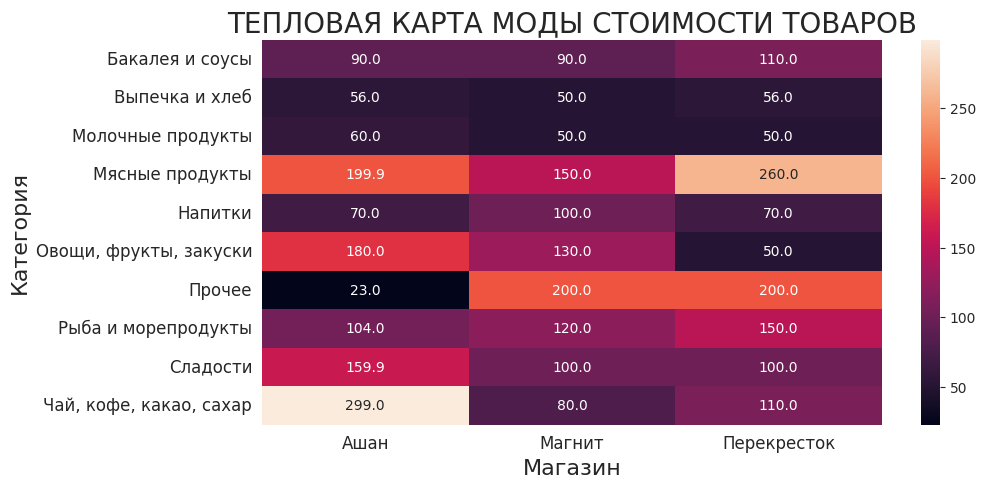 ТЕПЛОВАЯ КАРТА МОДЫ СТОИМОСТИ ТОВАРОВ
Категория
Бакалея и соусы 90.0 90.0 110.0
Выпечка и хлеб 56.0 50.0 56.0
Молочные продукты 60.0 50.0 50.0
Мясные продукты 199.9 150.0 260.0
Напитки 70.0 100.0 70.0
Овощи, фрукты, закуски 180.0 130.0 50.0
Прочее 23.0 200.0 200.0
Рыба и морепродукты 104.0 120.0 150.0
Сладости 159.9 100.0 100.0
Чай, кофе, какао, сахар 299.0 80.0 110.0
Ашан Магнит Перекресток
Магазин
250
200
150
100
50